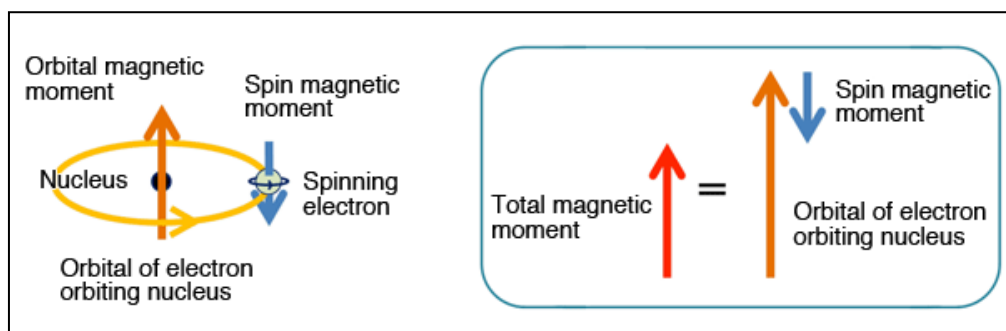 Orbital magnetic
moment
Spin magnetic
moment
Nucleus
Spinning
electron
Orbital of electron
orbiting nucleus
Total magnetic
moment
=
Spin magnetic
moment
Orbital of electron
orbiting nucleus